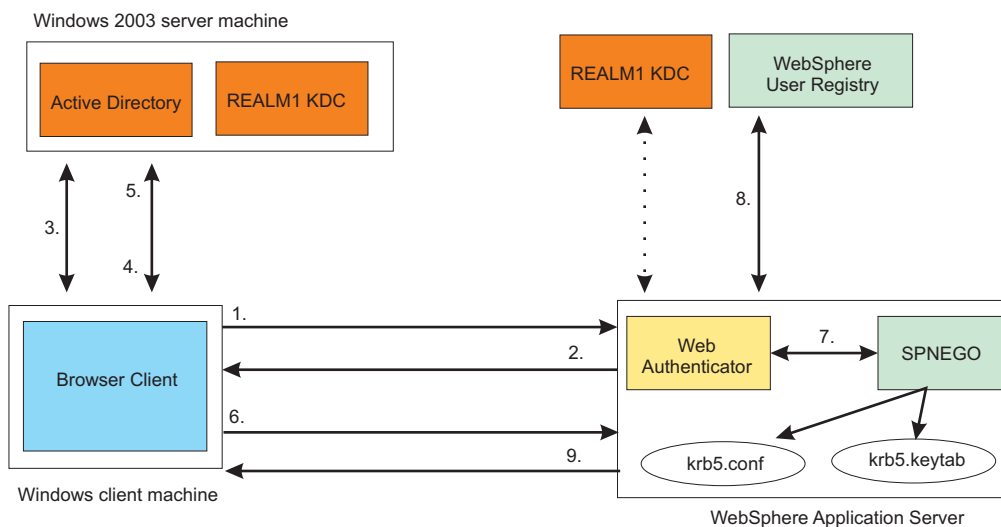 Windows 2003 server machine
Active Directory
REALM1 KDC
REALM1 KDC
WebSphere
User Registry
3.
5.
4.
8.
Browser Client
Windows client machine
1.
2.
6.
9.
Web
Authenticator
7.
SPNEGO
krb5.conf
krb5.keytab
WebSphere Application Server